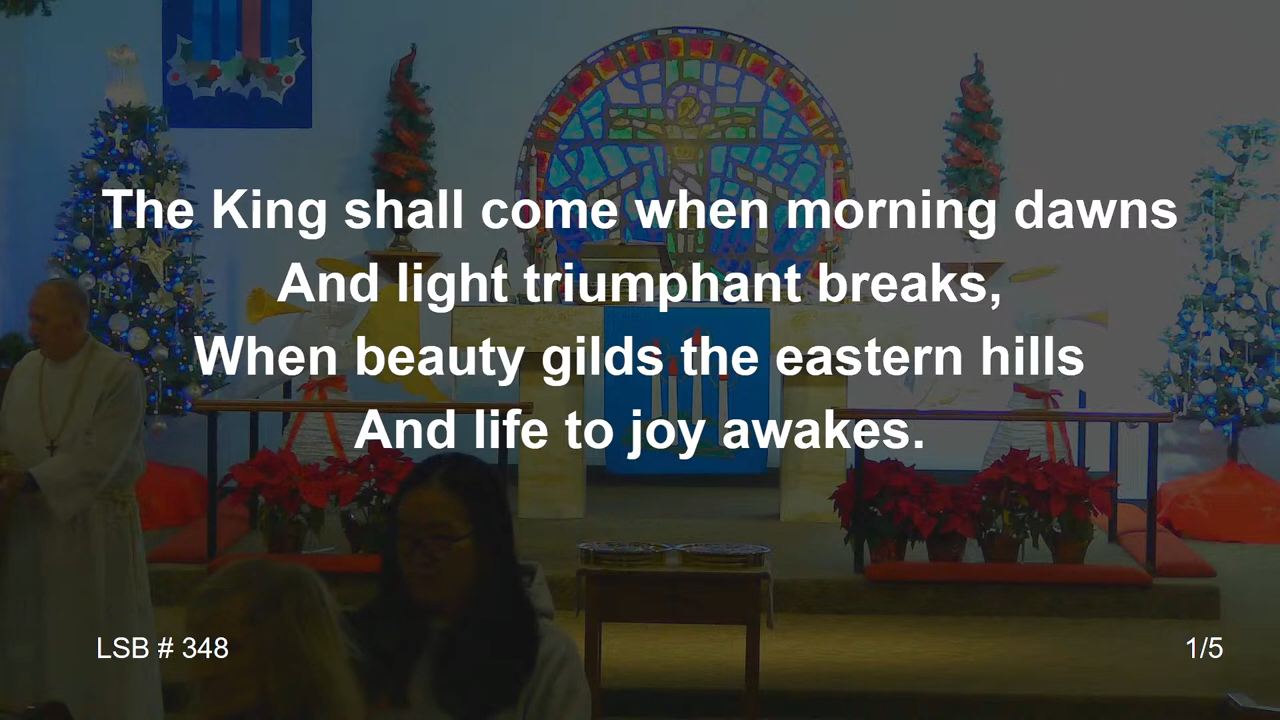 The King shall come when morning dawns
And light triumphant breaks,
When beauty gilds the eastern hills
And life to joy awakes.
LSB # 348
1/5